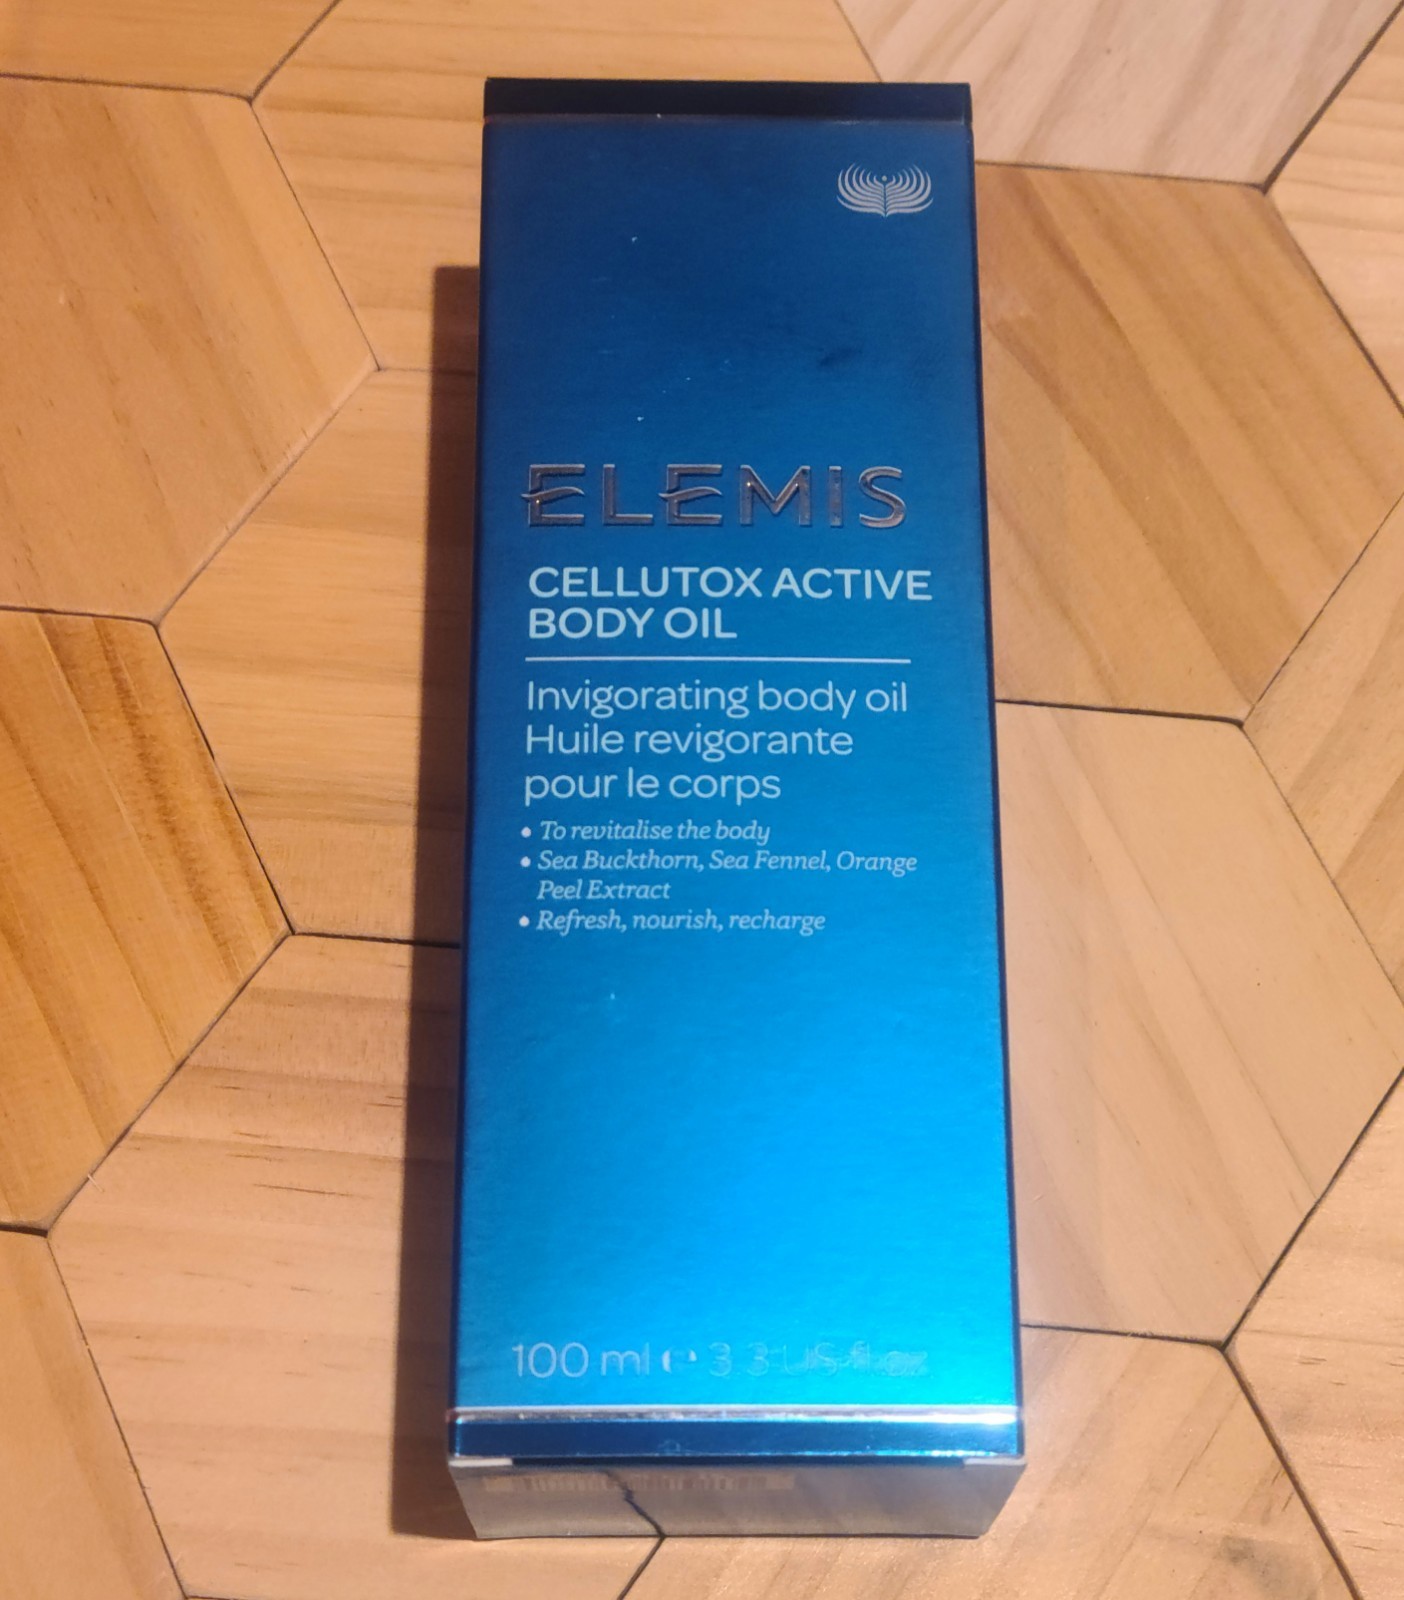 ELEMIS
CELLUTOX ACTIVE
BODY OIL
Invigorating body oil
Huile revigorante
pour le corps
• To revitalise the body
• Sea Buckthorn, Sea Fennel, Orange
Peel Extract
• Refresh, nourish, recharge
100 ml e 3.3 US fl.oz